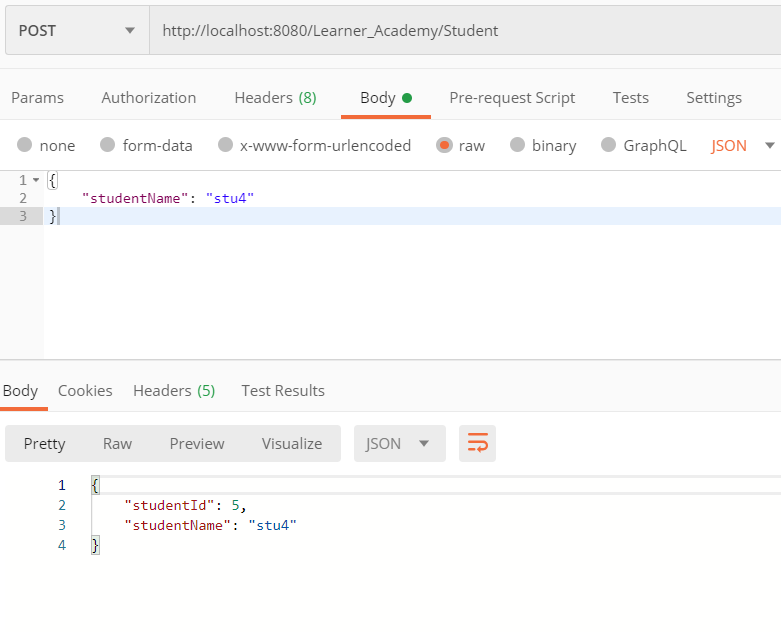 POST http://localhost:8080/Learner_Academy/Student
Params Authorization Headers (8) Body Pre-request Script Tests Settings
none form-data x-www-form-urlencoded raw binary GraphQL JSON
1 {
2 "studentName": "stu4"
3 }
Body Cookies Headers (5) Test Results
Pretty Raw Preview Visualize JSON
1 {
2 "studentId": 5,
3 "studentName": "stu4"
4 }